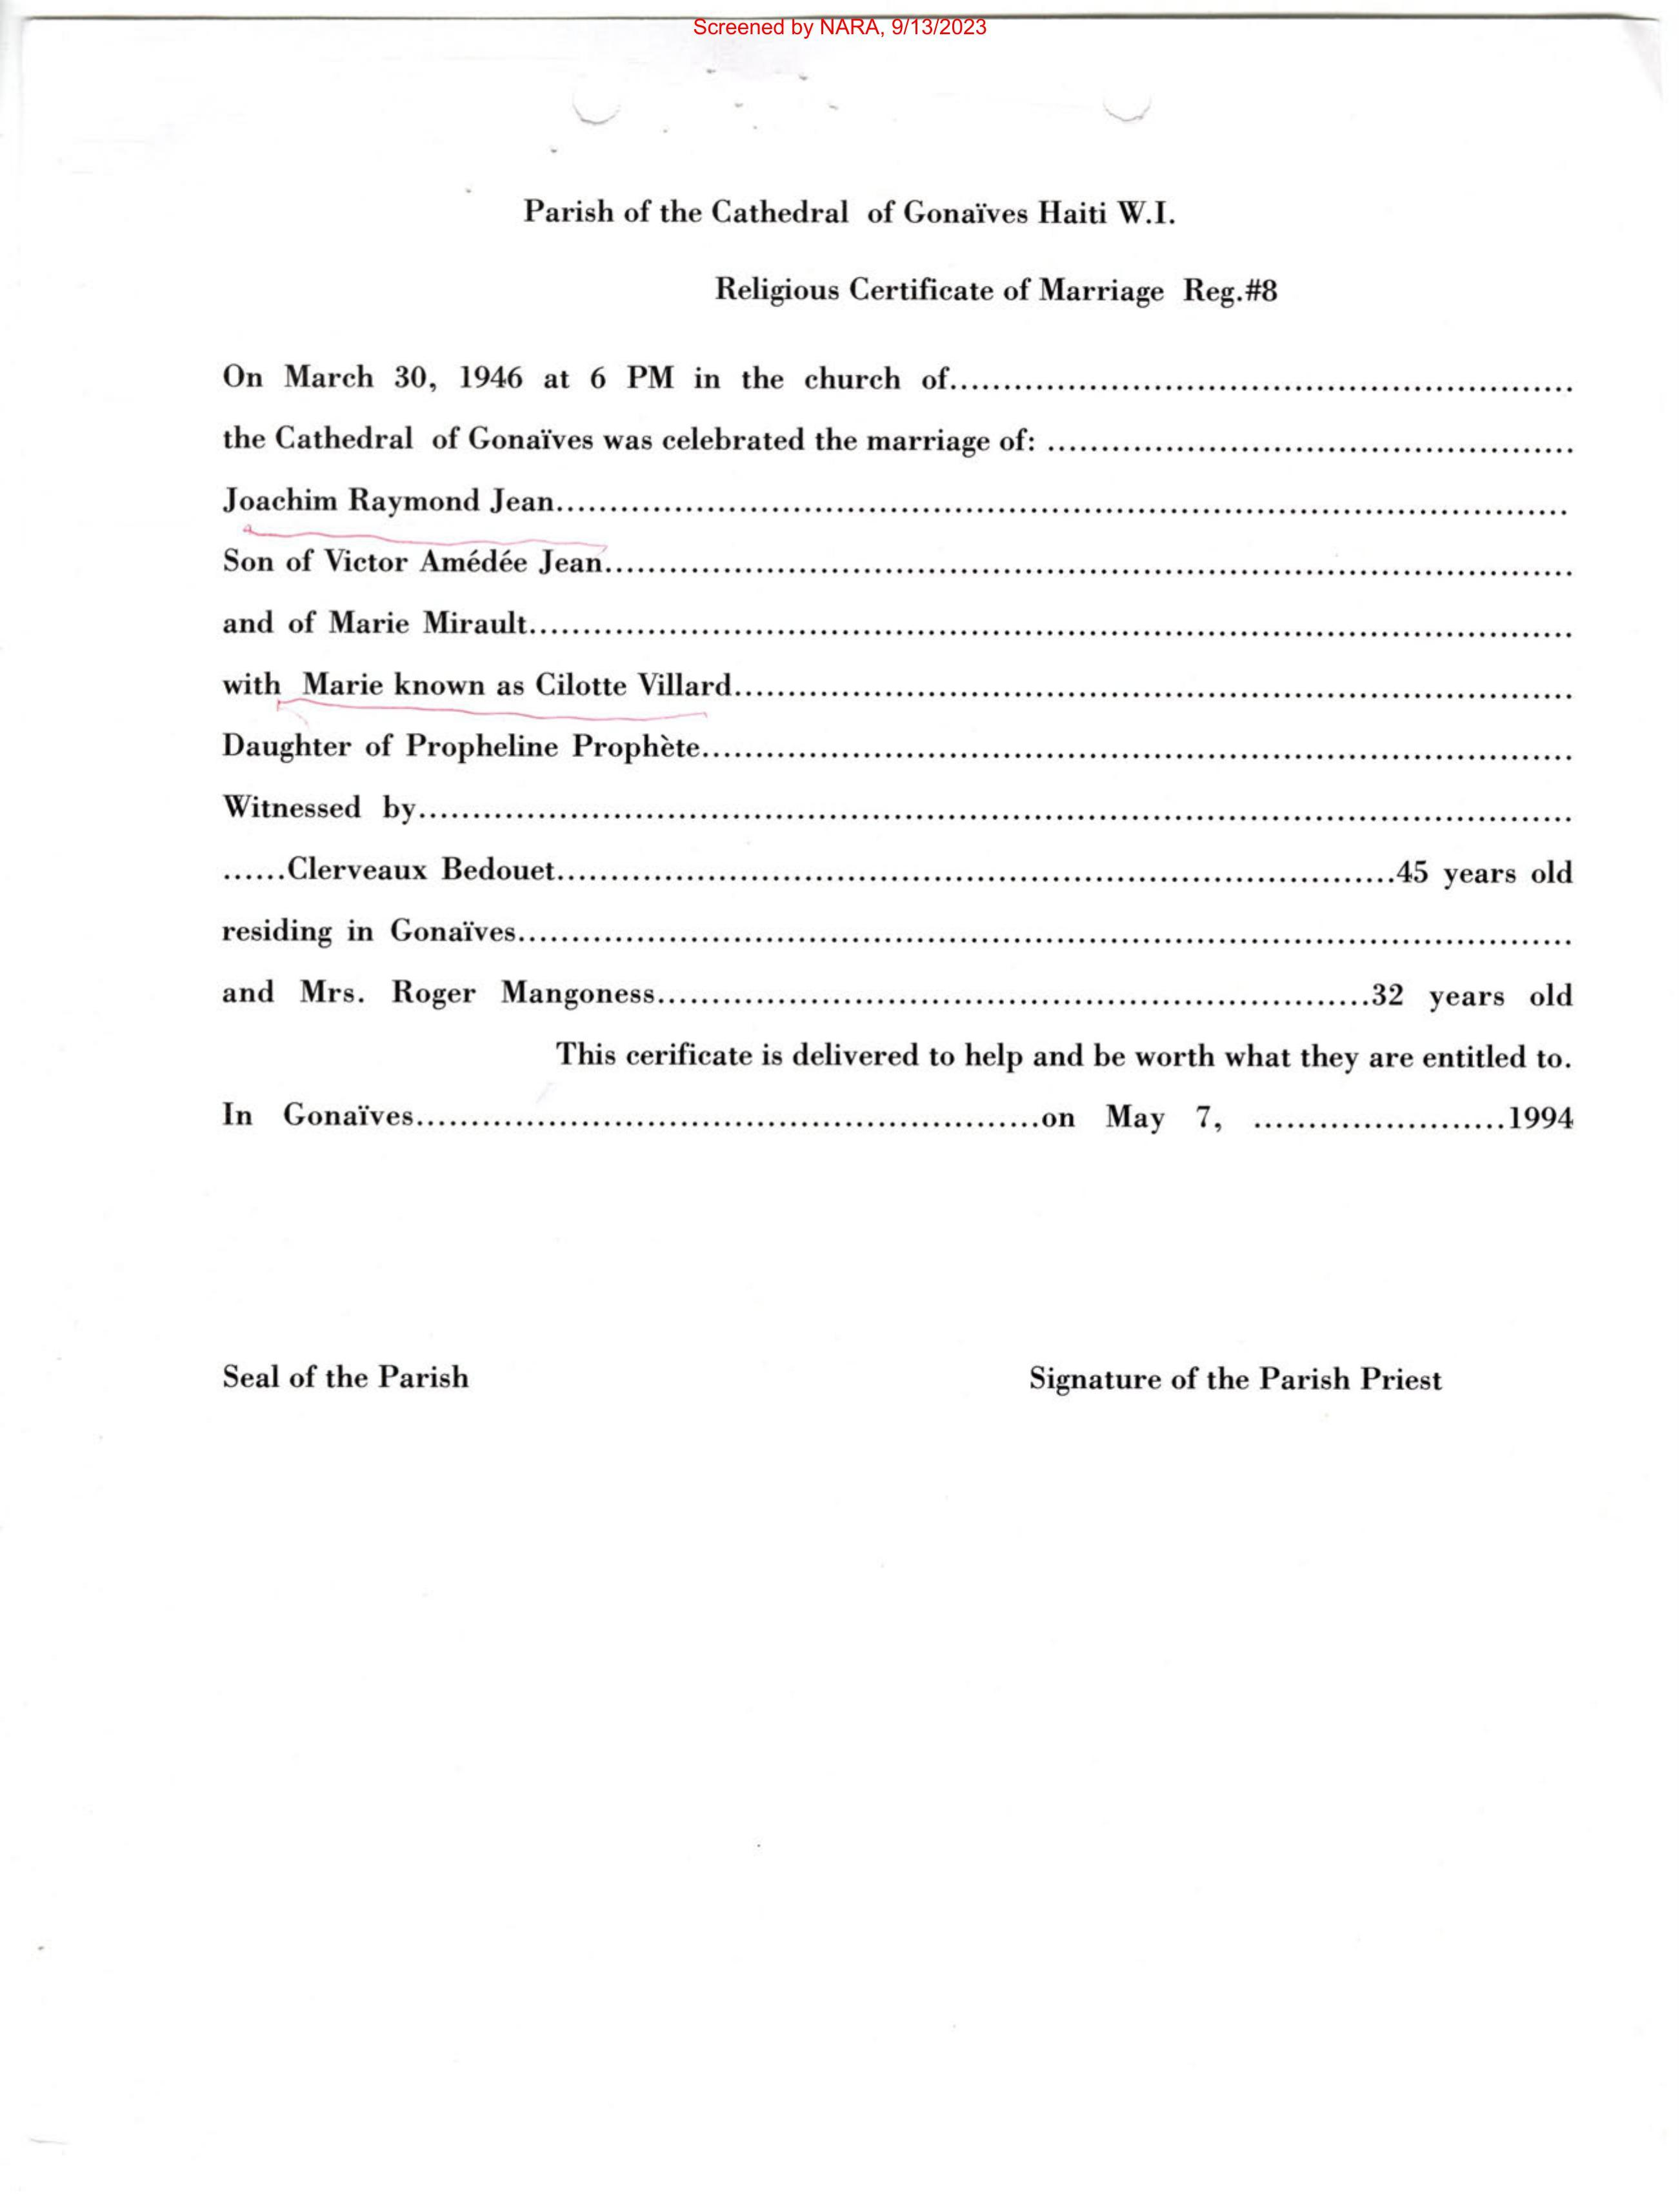 Screened by NARA, 9/13/2023
Parish of the Cathedral of Gonaïves Haiti W.I.
Religious Certificate of Marriage Reg.#8
On March 30, 1946 at 6 PM in the church of..............................
the Cathedral of Gonaïves was celebrated the marriage of: ..............................
Joachim Raymond Jean..............................
Son of Victor Amédée Jean..............................
and of Marie Mirault..............................
with Marie known as Cilotte Villard..............................
Daughter of Propheline Prophète..............................
Witnessed by..............................
......Clerveaux Bedouet..............................45 years old
residing in Gonaïves..............................
and Mrs. Roger Mangoness..............................32 years old
This cerificate is delivered to help and be worth what they are entitled to.
In Gonaïves..............................on May 7, .......................1994
Seal of the Parish
Signature of the Parish Priest